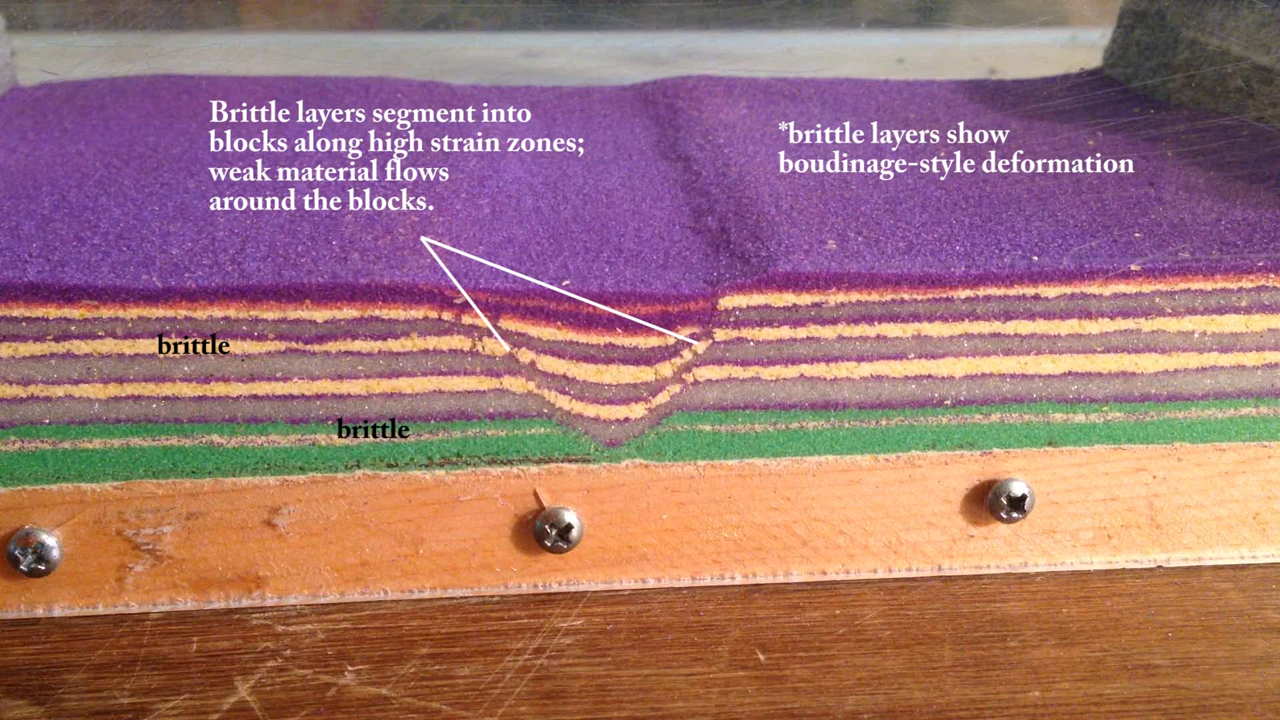 Brittle layers segment into
blocks along high strain zones;
weak material flows
around the blocks.
*brittle layers show
boudinage-style deformation
brittle
brittle